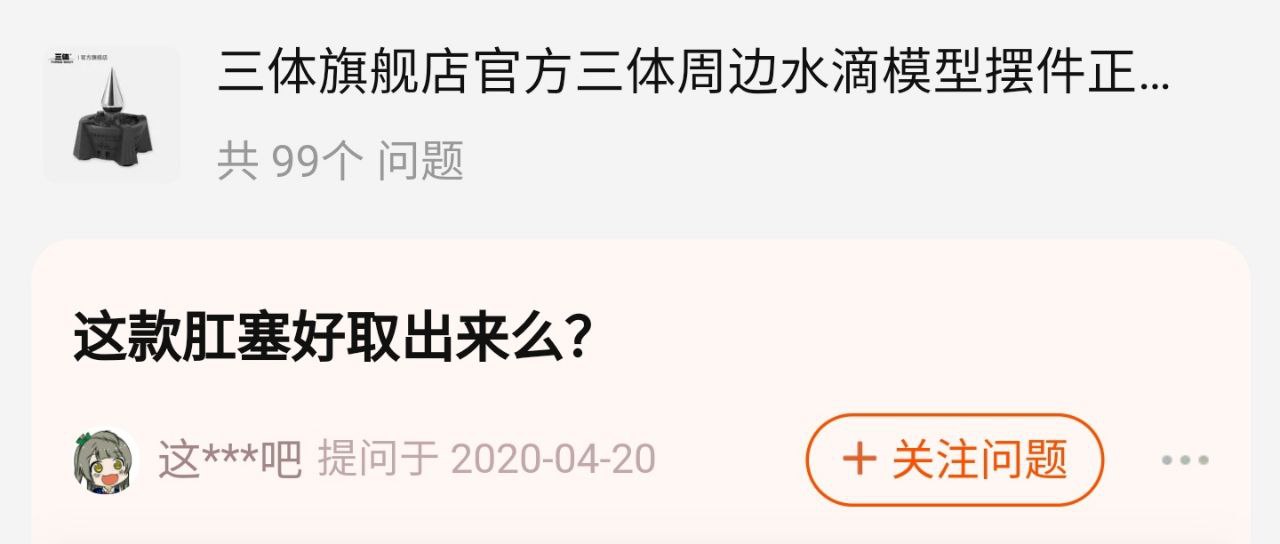 三体
官方旗舰店
三体旗舰店官方三体周边水滴模型摆件正...
共 99个 问题
这款肛塞好取出来么?
这***吧 提问于 2020-04-20
+ 关注问题